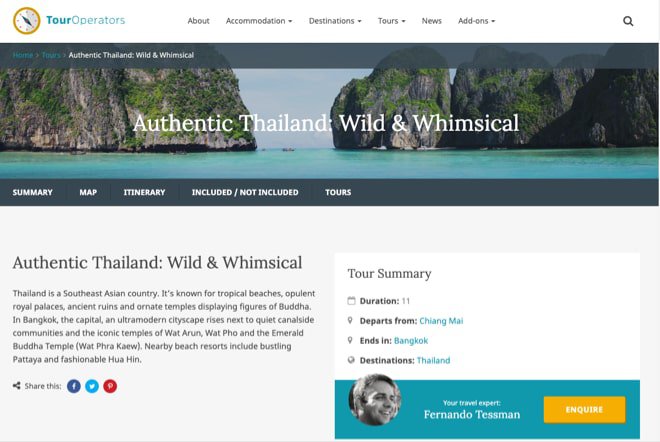 TourOperators
About Accommodation Destinations Tours News Add-ons
Home > Tours > Authentic Thailand: Wild & Whimsical
Authentic Thailand: Wild & Whimsical
SUMMARY MAP ITINERARY INCLUDED / NOT INCLUDED TOURS
Authentic Thailand: Wild & Whimsical
Thailand is a Southeast Asian country. It's known for tropical beaches, opulent
royal palaces, ancient ruins and ornate temples displaying figures of Buddha.
In Bangkok, the capital, an ultramodern cityscape rises next to quiet canalside
communities and the iconic temples of Wat Arun, Wat Pho and the Emerald
Buddha Temple (Wat Phra Kaew). Nearby beach resorts include bustling
Pattaya and fashionable Hua Hin.
Share this:
Tour Summary
Duration: 11
Departs from: Chiang Mai
Ends in: Bangkok
Destinations: Thailand
Your travel expert:
Fernando Tessman
ENQUIRE